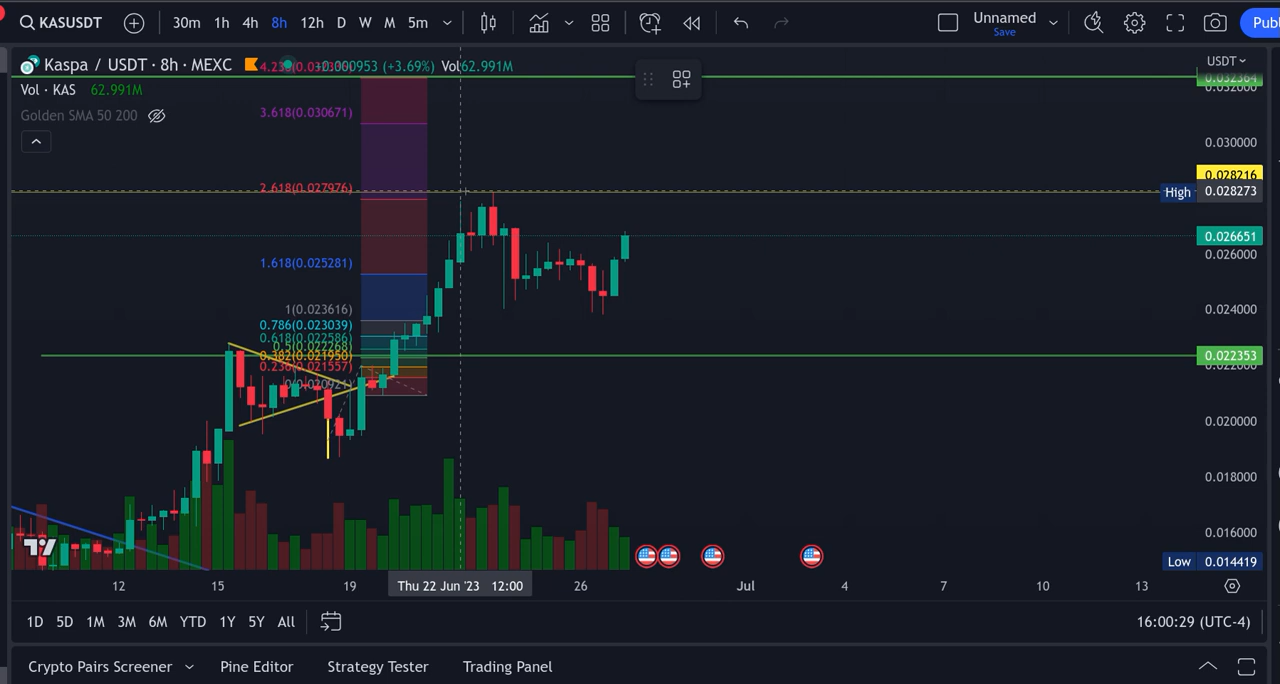 KASUSDT 30m 1h 4h 8h 12h D W M 5m Unnamed Save Publ
Kaspa / USDT · 8h · MEXC (+3.69%) Vol 62.991M USDT
Vol · KAS 62.991M
Golden SMA 50 200
0.032364
0.032000
3.618(0.030671)
0.030000
2.618(0.027976)
0.028216
High 0.028273
0.026651
1.618(0.025281)
0.026000
1(0.023616)
0.024000
0.786(0.023039)
0.618(0.022586)
0.5(0.022268)
0.382(0.021950)
0.022353
0.236(0.021557)
0.022000
0(0.020921)
0.020000
0.018000
0.016000
Low 0.014419
12 15 19 Thu 22 Jun '23 12:00 26 Jul 4 7 10 13
1D 5D 1M 3M 6M YTD 1Y 5Y All 16:00:29 (UTC-4)
Crypto Pairs Screener Pine Editor Strategy Tester Trading Panel